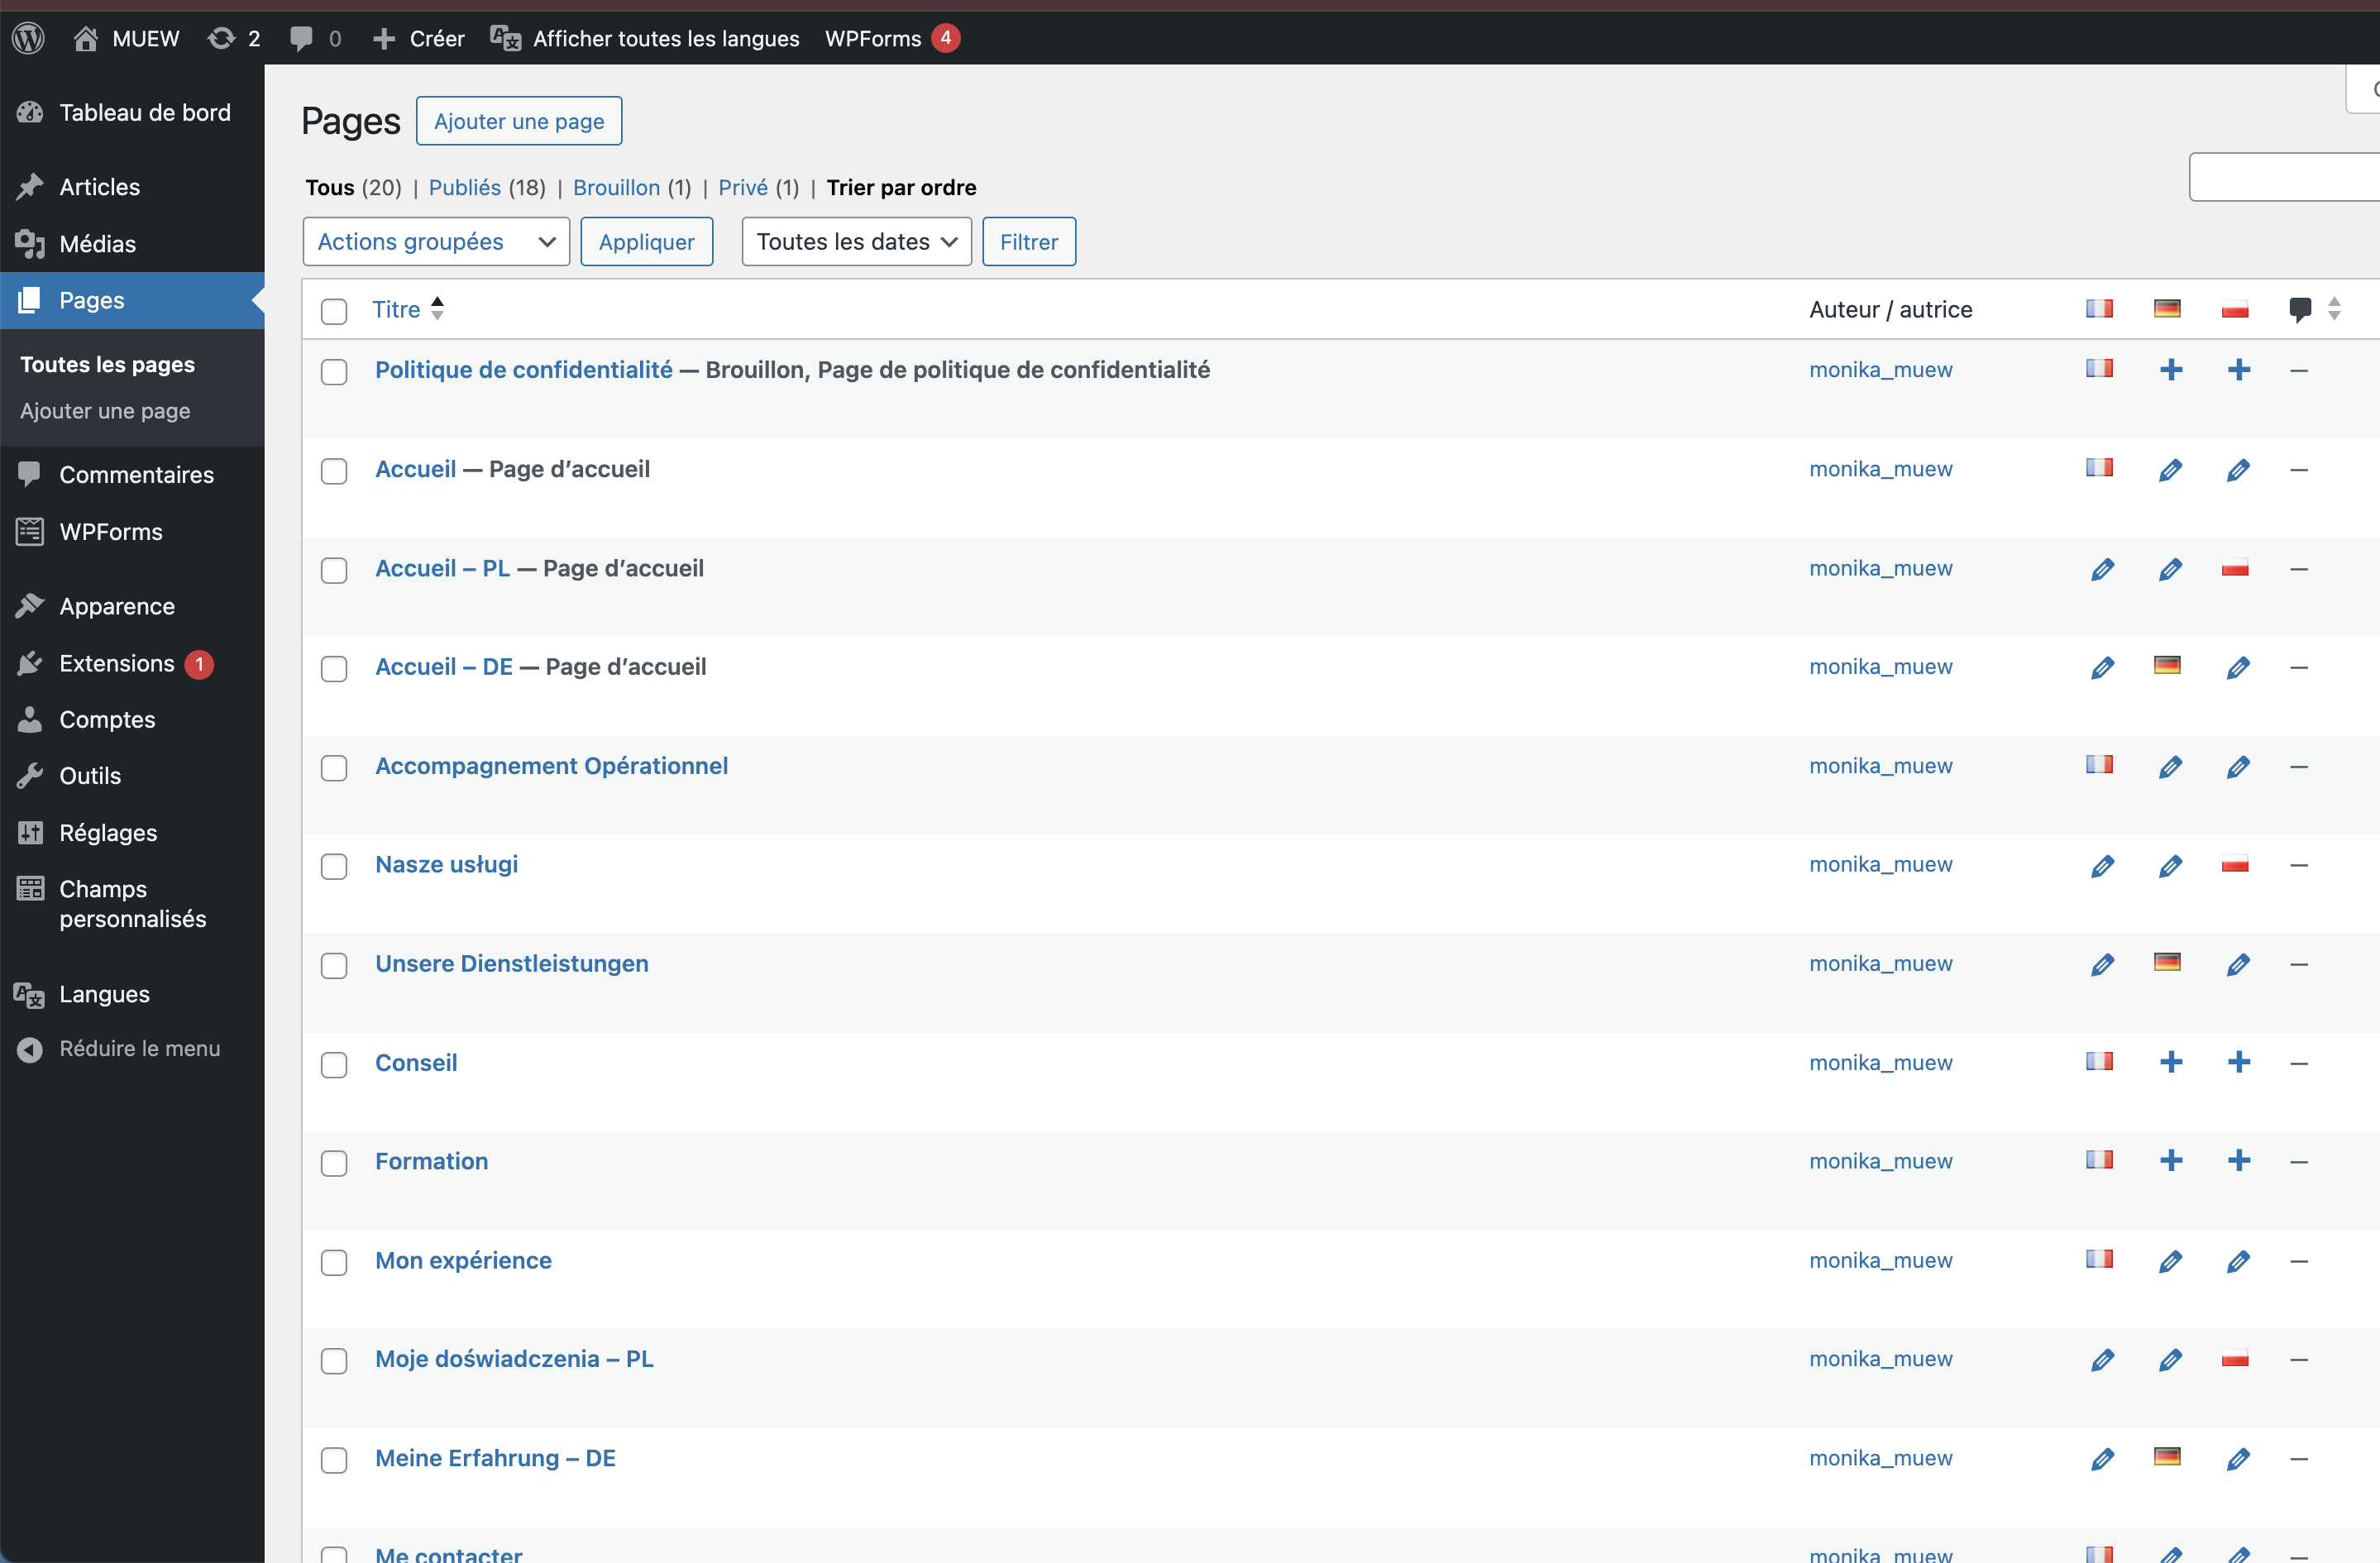 MUEW 2 0 Créer Afficher toutes les langues WPForms 4
Tableau de bord
Articles
Médias
Pages
Toutes les pages
Ajouter une page
Commentaires
WPForms
Apparence
Extensions 1
Comptes
Outils
Réglages
Champs
personnalisés
Langues
Réduire le menu
Pages Ajouter une page
Tous (20) | Publiés (18) | Brouillon (1) | Privé (1) | Trier par ordre
Actions groupées Appliquer Toutes les dates Filtrer
Titre Auteur / autrice
Politique de confidentialité — Brouillon, Page de politique de confidentialité monika_muew —
Accueil — Page d’accueil monika_muew —
Accueil – PL — Page d’accueil monika_muew —
Accueil – DE — Page d’accueil monika_muew —
Accompagnement Opérationnel monika_muew —
Nasze usługi monika_muew —
Unsere Dienstleistungen monika_muew —
Conseil monika_muew —
Formation monika_muew —
Mon expérience monika_muew —
Moje doświadczenia – PL monika_muew —
Meine Erfahrung – DE monika_muew —
Me contacter monika_muew —